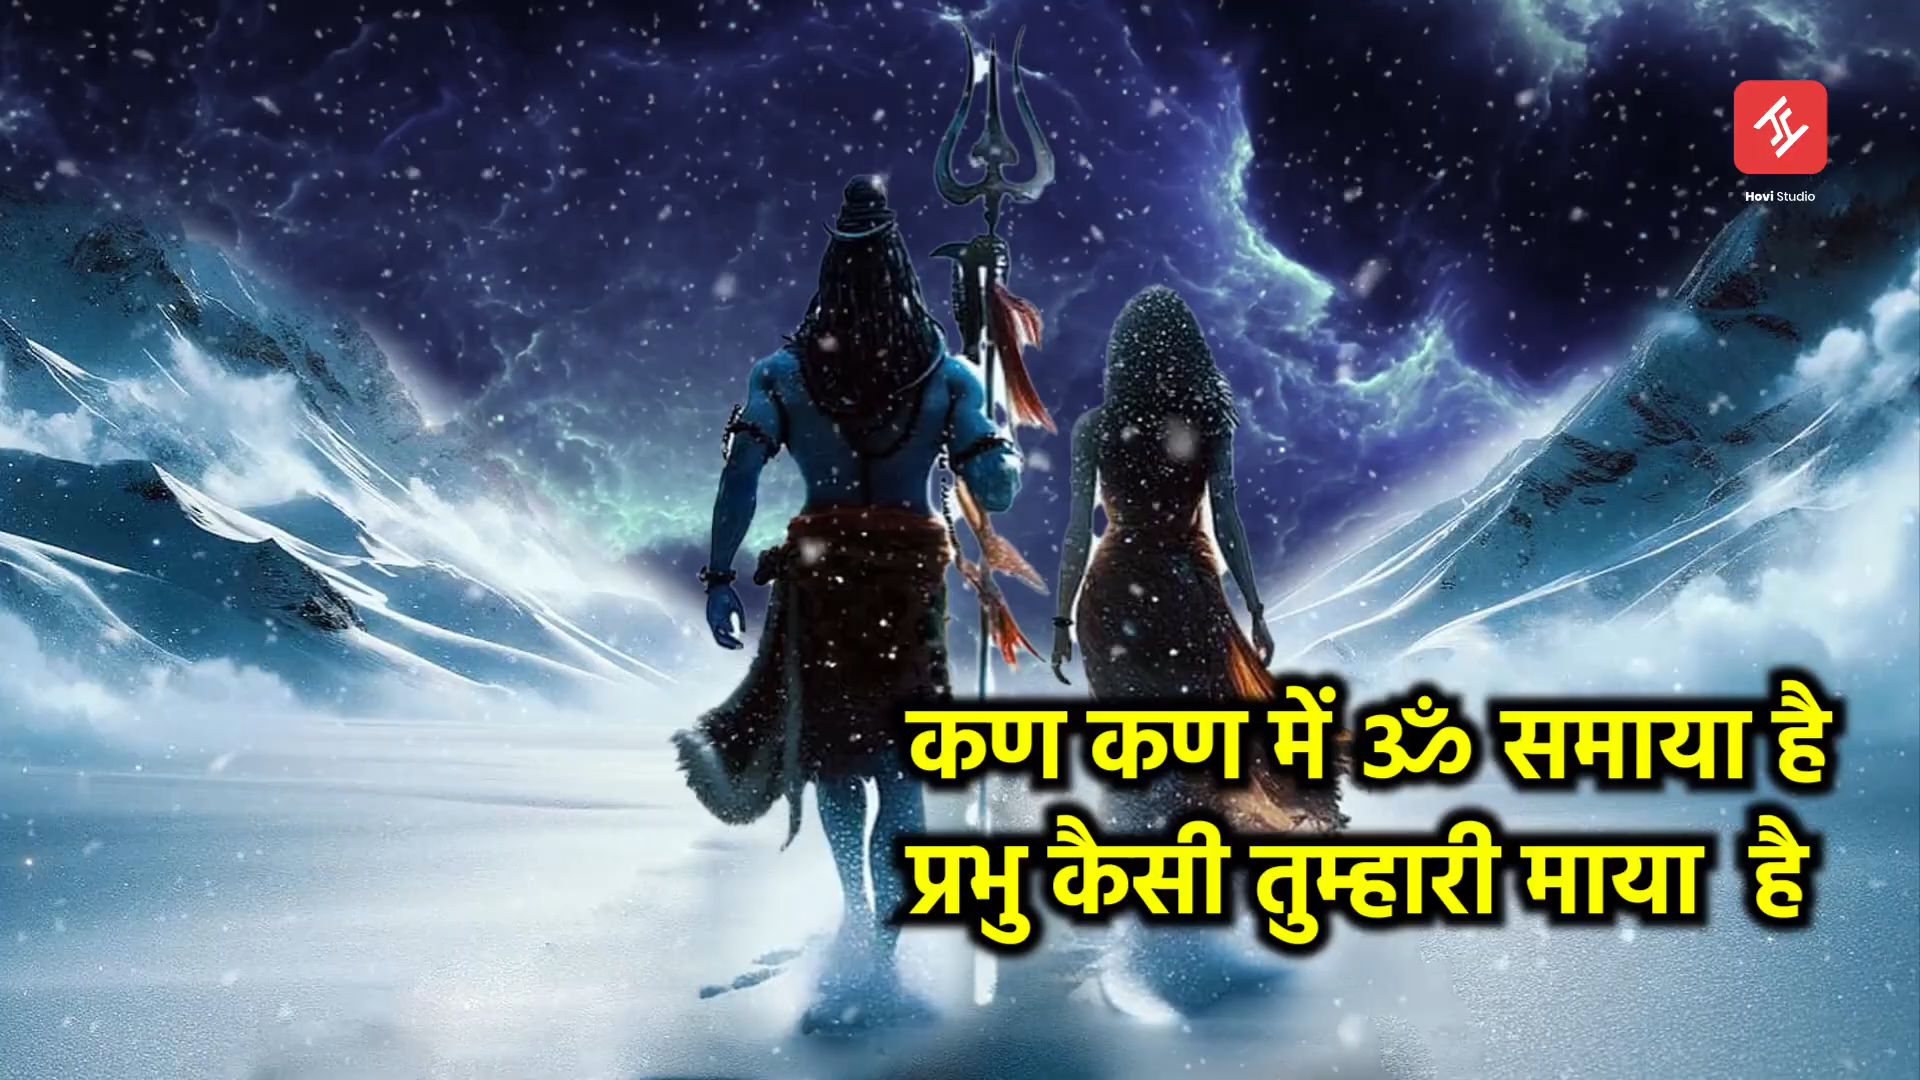 Hovi Studio
कण कण में ॐ समाया है
प्रभु कैसी तुम्हारी माया है